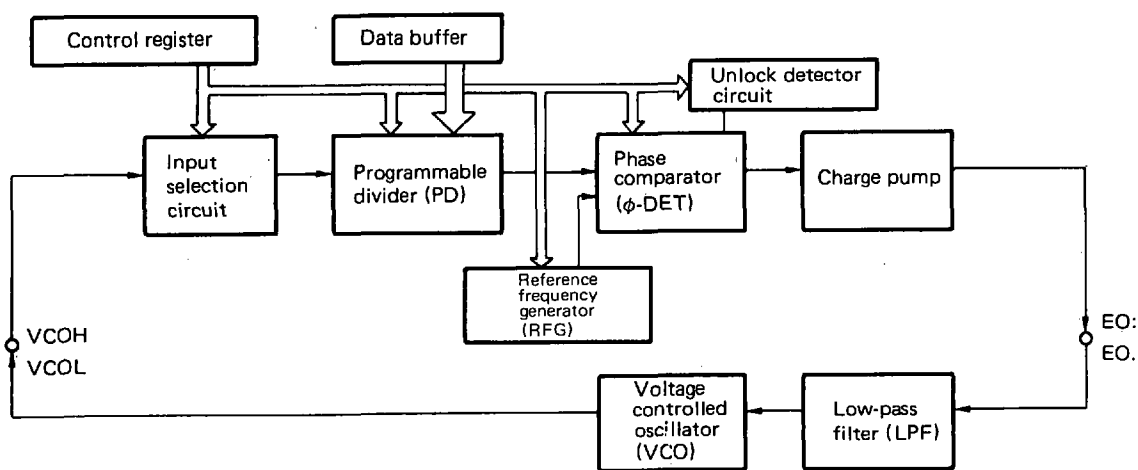 Control register
Data buffer
Unlock detector
circuit
Input
selection
circuit
Programmable
divider (PD)
Phase
comparator
(ϕ-DET)
Charge pump
Reference
frequency
generator
(RFG)
VCOH
VCOL
EO:
EO.
Voltage
controlled
oscillator
(VCO)
Low-pass
filter (LPF)